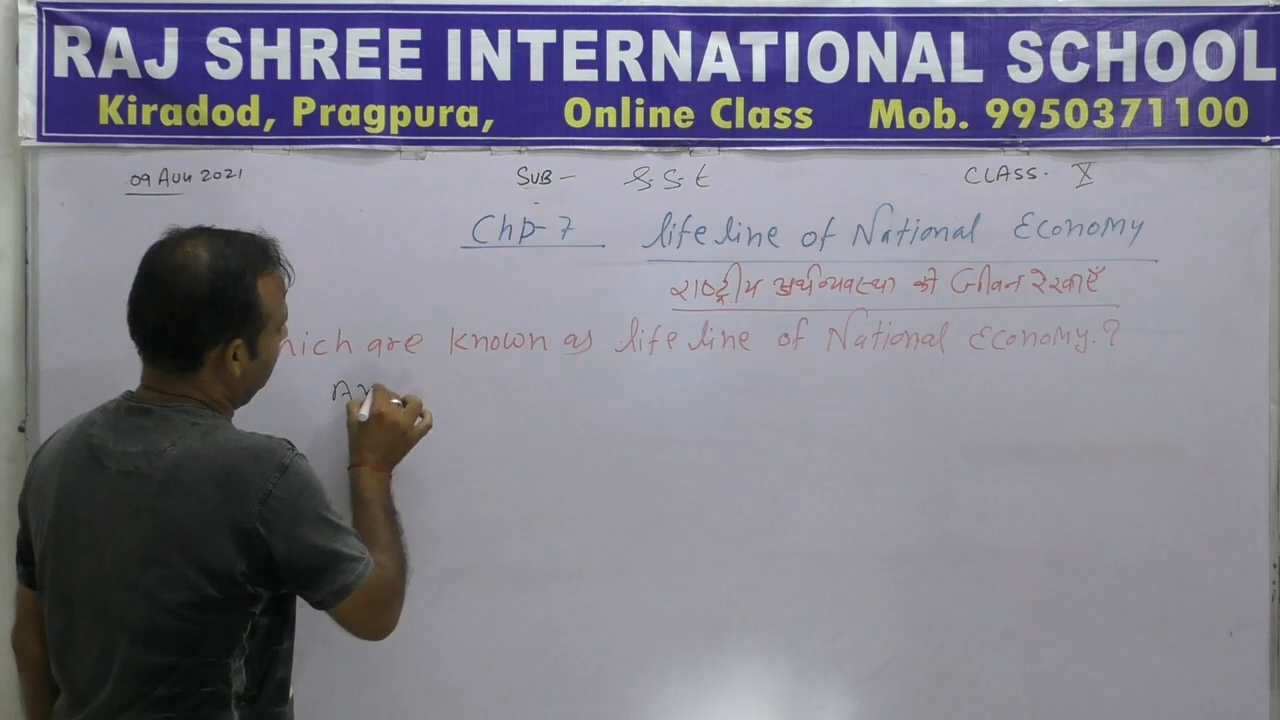 RAJ SHREE INTERNATIONAL SCHOOL
Kiradod, Pragpura, Online Class Mob. 9950371100
09 AUG 2021 SUB - S.S.t CLASS. X
Chp-7 life line of National Economy
राष्ट्रीय अर्थव्यवस्था की जीवन रेखाएँ
are known as life line of National Economy.?